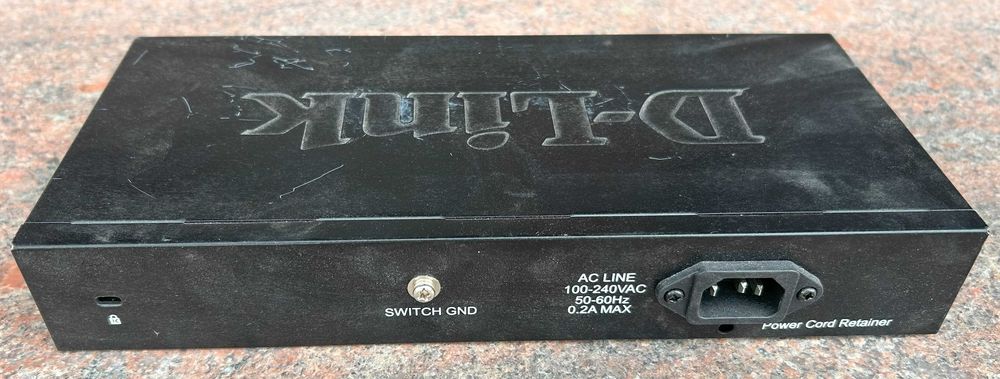 D-Link
SWITCH GND
AC LINE
100-240VAC
50-60Hz
0.2A MAX
Power Cord Retainer